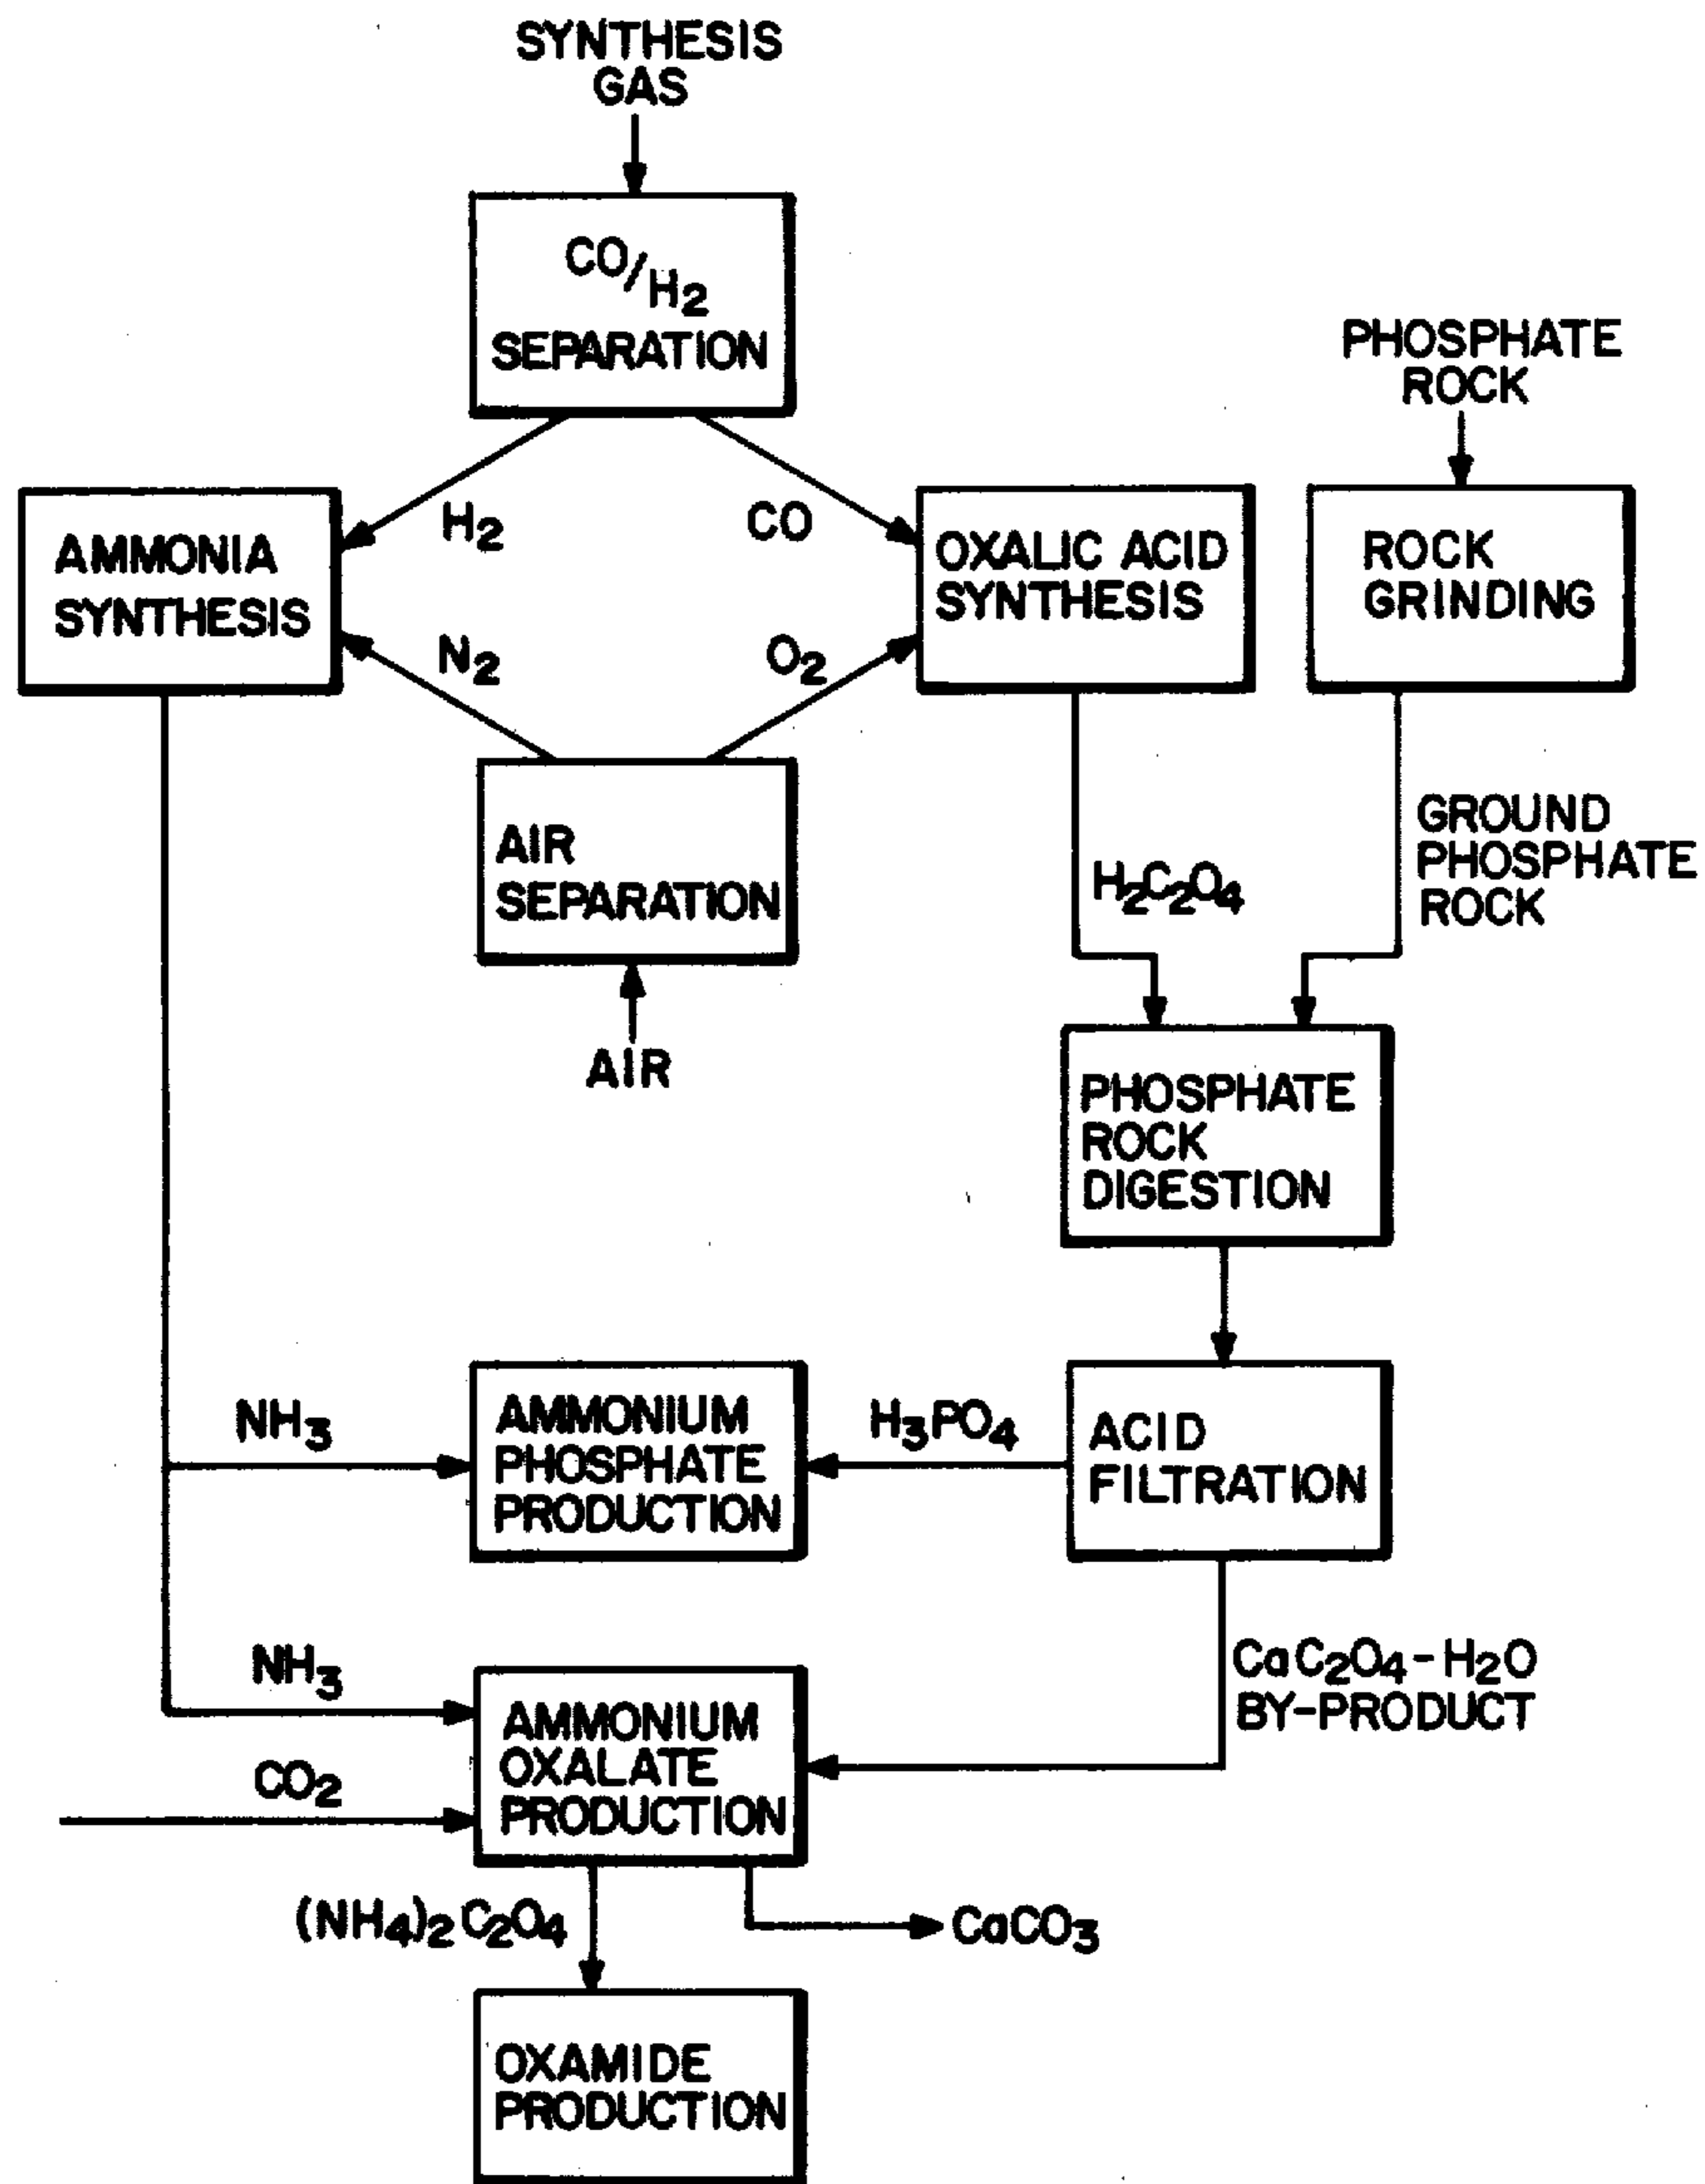 SYNTHESIS
GAS
CO/H2
SEPARATION
PHOSPHATE
ROCK
AMMONIA
SYNTHESIS
H2
CO
OXALIC ACID
SYNTHESIS
ROCK
GRINDING
N2
O2
AIR
SEPARATION
H2C2O4
GROUND
PHOSPHATE
ROCK
AIR
PHOSPHATE
ROCK
DIGESTION
NH3
AMMONIUM
PHOSPHATE
PRODUCTION
H3PO4
ACID
FILTRATION
NH3
AMMONIUM
OXALATE
PRODUCTION
CaC2O4-H2O
BY-PRODUCT
CO2
(NH4)2C2O4
CaCO3
OXAMIDE
PRODUCTION